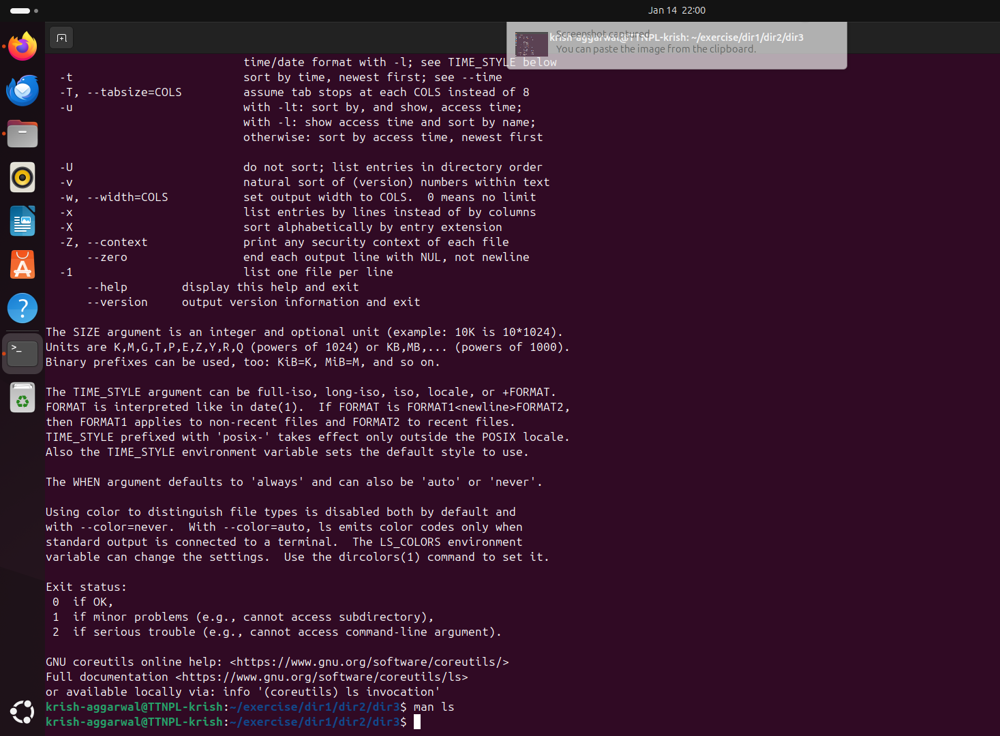 Jan 14  22:00
Screenshot captured
krish-aggarwal@TTNPL-krish: ~/exercise/dir1/dir2/dir3
You can paste the image from the clipboard.
                             time/date format with -l; see TIME_STYLE below
  -t                         sort by time, newest first; see --time
  -T, --tabsize=COLS         assume tab stops at each COLS instead of 8
  -u                         with -lt: sort by, and show, access time;
                             with -l: show access time and sort by name;
                             otherwise: sort by access time, newest first

  -U                         do not sort; list entries in directory order
  -v                         natural sort of (version) numbers within text
  -w, --width=COLS           set output width to COLS.  0 means no limit
  -x                         list entries by lines instead of by columns
  -X                         sort alphabetically by entry extension
  -Z, --context              print any security context of each file
      --zero                 end each output line with NUL, not newline
  -1                         list one file per line
      --help        display this help and exit
      --version     output version information and exit

The SIZE argument is an integer and optional unit (example: 10K is 10*1024).
Units are K,M,G,T,P,E,Z,Y,R,Q (powers of 1024) or KB,MB,... (powers of 1000).
Binary prefixes can be used, too: KiB=K, MiB=M, and so on.

The TIME_STYLE argument can be full-iso, long-iso, iso, locale, or +FORMAT.
FORMAT is interpreted like in date(1).  If FORMAT is FORMAT1<newline>FORMAT2,
then FORMAT1 applies to non-recent files and FORMAT2 to recent files.
TIME_STYLE prefixed with 'posix-' takes effect only outside the POSIX locale.
Also the TIME_STYLE environment variable sets the default style to use.

The WHEN argument defaults to 'always' and can also be 'auto' or 'never'.

Using color to distinguish file types is disabled both by default and
with --color=never.  With --color=auto, ls emits color codes only when
standard output is connected to a terminal.  The LS_COLORS environment
variable can change the settings.  Use the dircolors(1) command to set it.

Exit status:
 0  if OK,
 1  if minor problems (e.g., cannot access subdirectory),
 2  if serious trouble (e.g., cannot access command-line argument).

GNU coreutils online help: <https://www.gnu.org/software/coreutils/>
Full documentation <https://www.gnu.org/software/coreutils/ls>
or available locally via: info '(coreutils) ls invocation'
krish-aggarwal@TTNPL-krish:~/exercise/dir1/dir2/dir3$ man ls
krish-aggarwal@TTNPL-krish:~/exercise/dir1/dir2/dir3$